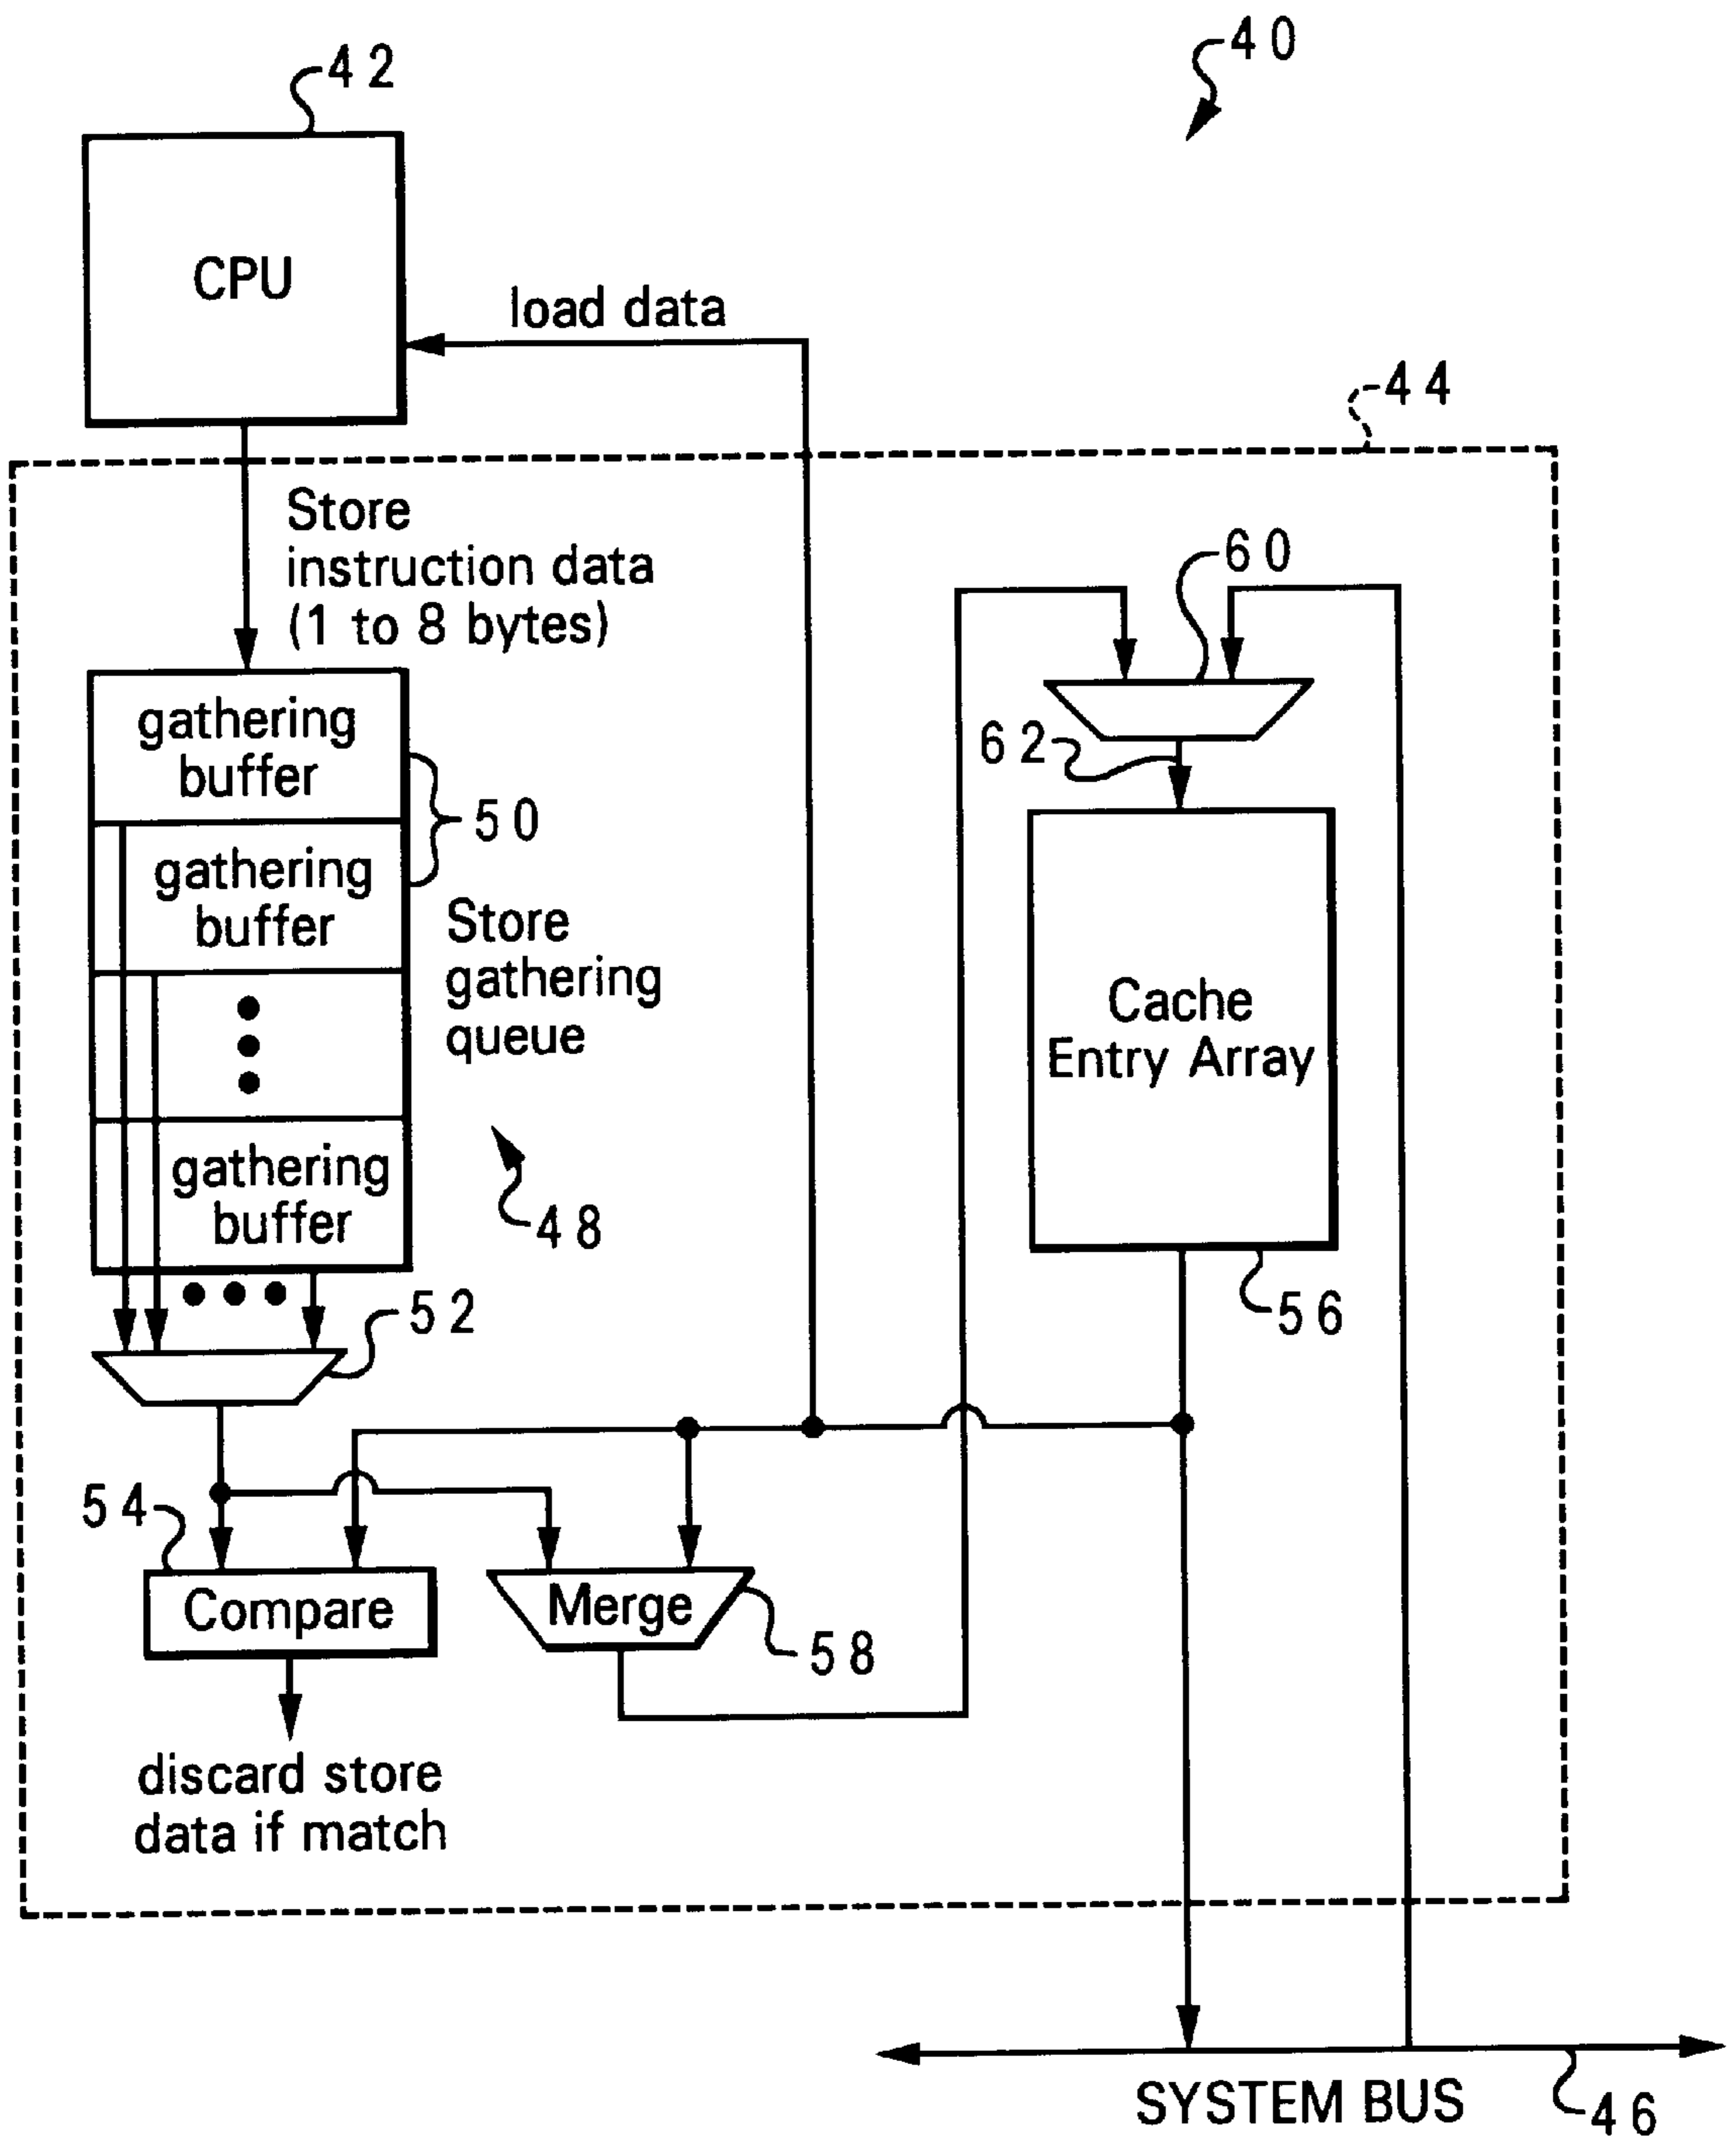 40
42
CPU
load data
44
Store
instruction data
(1 to 8 bytes)
60
gathering
buffer
62
50
gathering
buffer
Store
gathering
queue
Cache
Entry Array
gathering
buffer
48
56
52
54
Compare
Merge
58
discard store
data if match
SYSTEM BUS
46